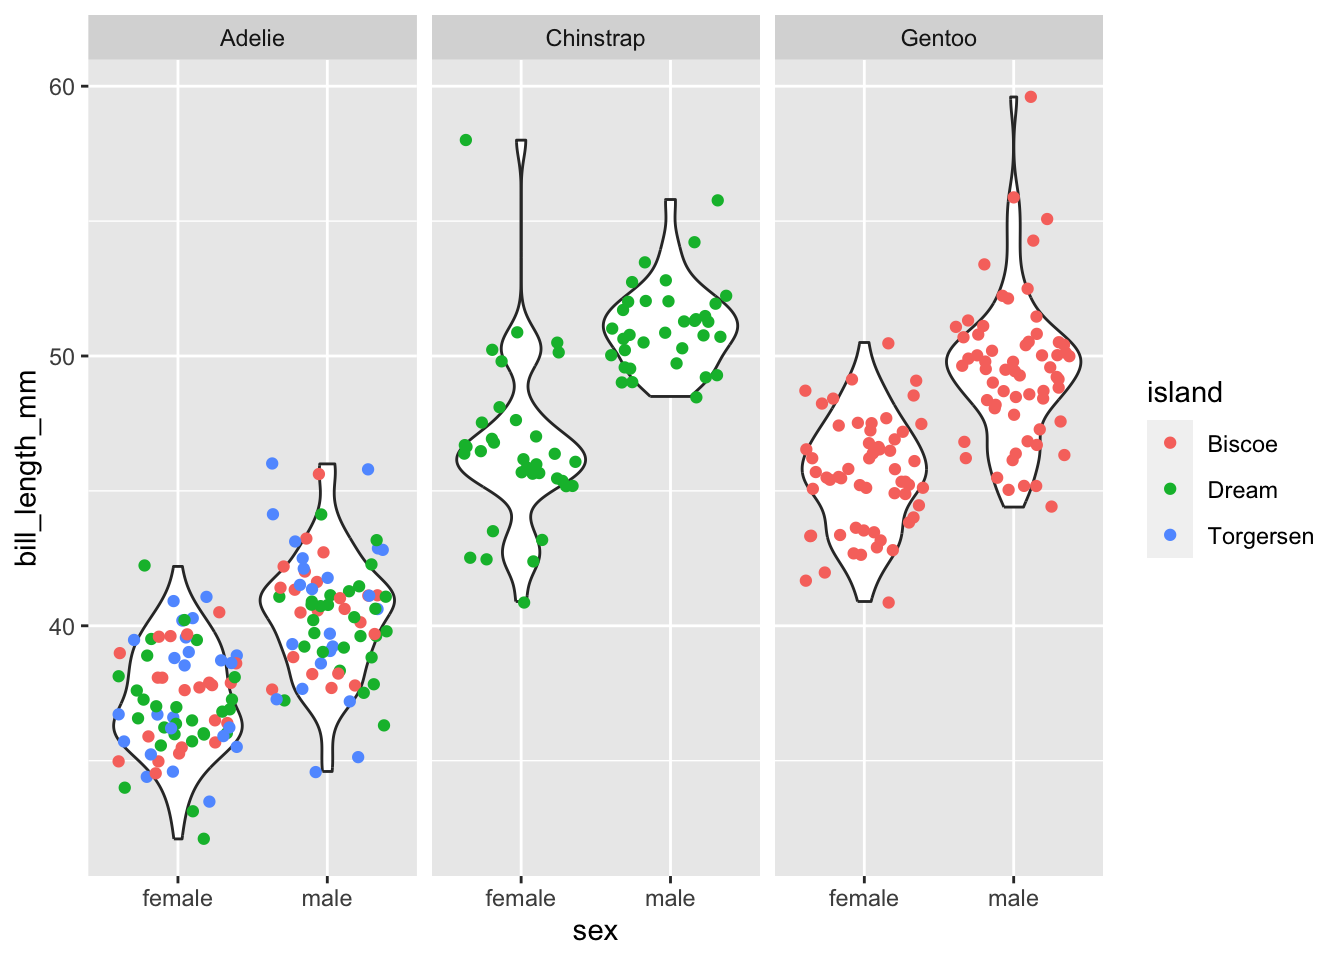 Adelie
Chinstrap
Gentoo
60
50
40
bill_length_mm
female
male
female
male
female
male
sex
island
Biscoe
Dream
Torgersen